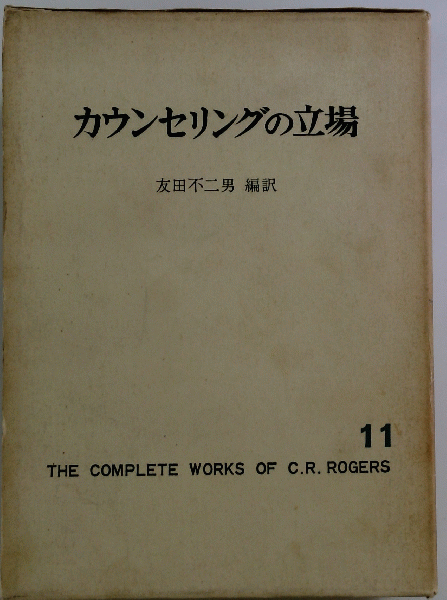 カウンセリングの立場
友田不二男 編訳
11
THE COMPLETE WORKS OF C.R. ROGERS